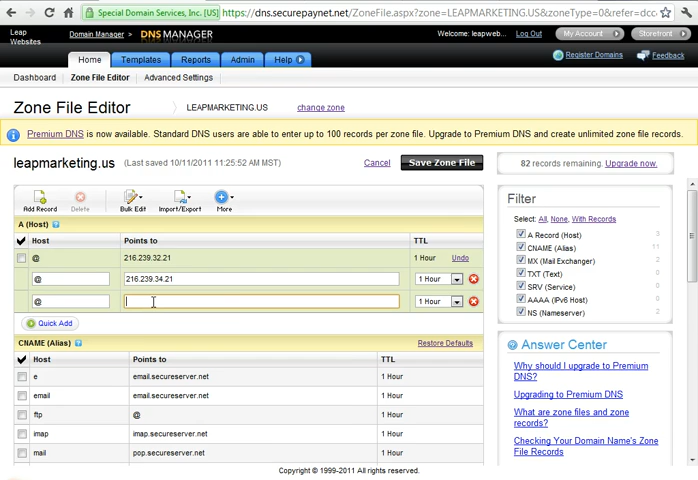 Special Domain Services, Inc. [US] https://dns.securepaynet.net/ZoneFile.aspx?zone=LEAPMARKETING.US&zoneType=0&refer=dcc
Leap Websites Domain Manager DNS MANAGER Welcome: leapweb... Log Out My Account Storefront
Home Templates Reports Admin Help Register Domains Feedback
Dashboard Zone File Editor Advanced Settings
Zone File Editor LEAPMARKETING.US change zone
Premium DNS is now available. Standard DNS users are able to enter up to 100 records per zone file. Upgrade to Premium DNS and create unlimited zone file records.
leapmarketing.us (Last saved 10/11/2011 11:25:52 AM MST) Cancel Save Zone File 82 records remaining. Upgrade now.
Add Record Delete Bulk Edit Import/Export More
A (Host) ?
Host Points to TTL
@ 216.239.32.21 1 Hour Undo
@ 216.239.34.21 1 Hour
@ 1 Hour
Quick Add
CNAME (Alias) ? Restore Defaults
Host Points to TTL
e email.secureserver.net 1 Hour
email email.secureserver.net 1 Hour
ftp @ 1 Hour
imap imap.secureserver.net 1 Hour
mail pop.secureserver.net 1 Hour
Filter
Select: All, None, With Records
A Record (Host) 3
CNAME (Alias) 11
MX (Mail Exchanger) 2
TXT (Text) 0
SRV (Service) 0
AAAA (IPv6 Host) 0
NS (Nameserver) 2
? Answer Center
Why should I upgrade to Premium
DNS?
Upgrading to Premium DNS
What are zone files and zone
records?
Checking Your Domain Name's Zone
File Records
Copyright © 1999-2011 All rights reserved.